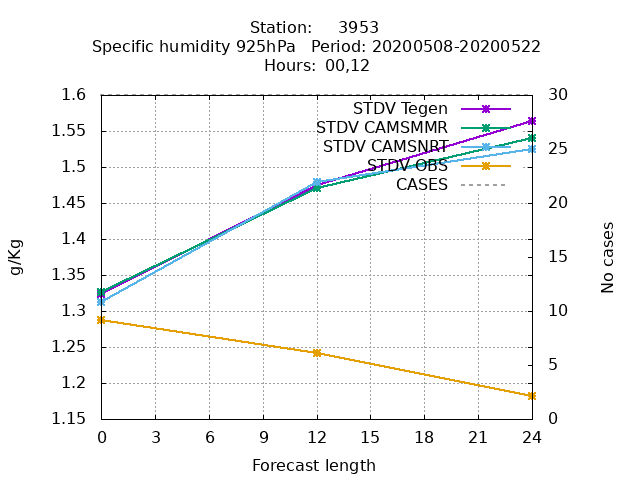 Station: 3953
Specific humidity 925hPa Period: 20200508-20200522
Hours: 00,12
1.6
1.55
1.5
1.45
1.4
1.35
1.3
1.25
1.2
1.15
g/Kg
STDV Tegen
STDV CAMSMMR
STDV CAMSNRT
STDV OBS
CASES
30
25
20
15
10
5
0
No cases
0 3 6 9 12 15 18 21 24
Forecast length